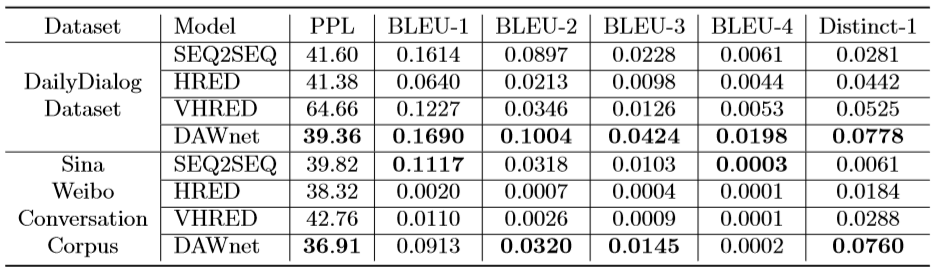 Dataset Model PPL BLEU-1 BLEU-2 BLEU-3 BLEU-4 Distinct-1
SEQ2SEQ 41.60 0.1614 0.0897 0.0228 0.0061 0.0281
DailyDialog HRED 41.38 0.0640 0.0213 0.0098 0.0044 0.0442
Dataset VHRED 64.66 0.1227 0.0346 0.0126 0.0053 0.0525
DAWnet 39.36 0.1690 0.1004 0.0424 0.0198 0.0778
Sina SEQ2SEQ 39.82 0.1117 0.0318 0.0103 0.0003 0.0061
Weibo HRED 38.32 0.0020 0.0007 0.0004 0.0001 0.0184
Conversation VHRED 42.76 0.0110 0.0026 0.0009 0.0001 0.0288
Corpus DAWnet 36.91 0.0913 0.0320 0.0145 0.0002 0.0760